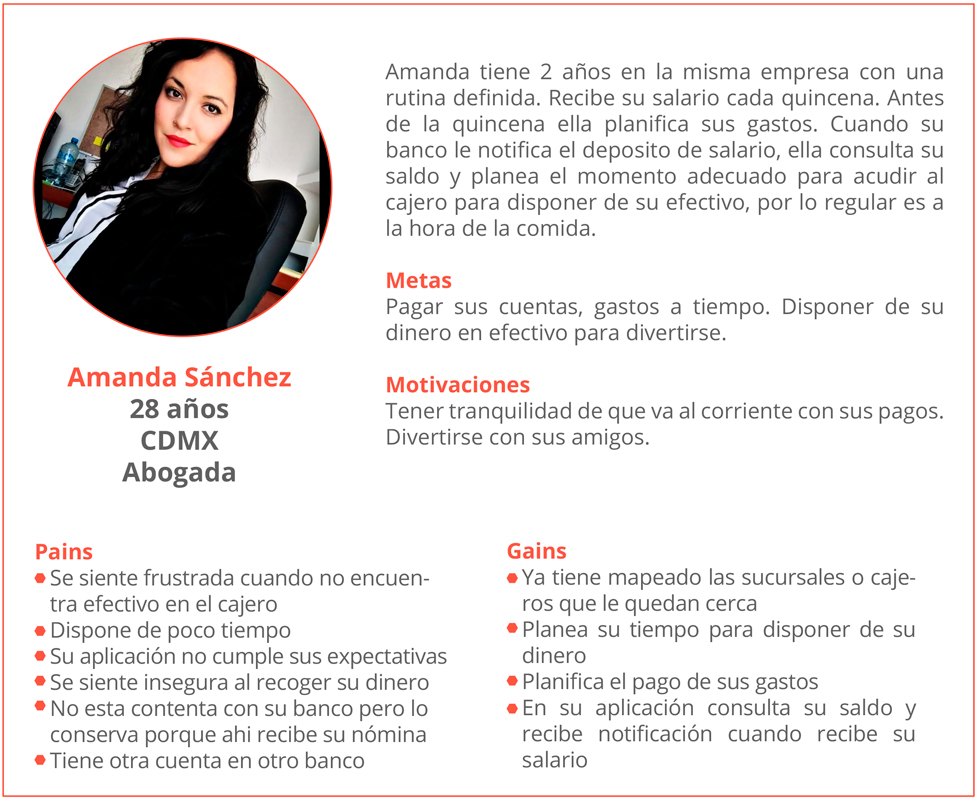 Amanda tiene 2 años en la misma empresa con una
rutina definida. Recibe su salario cada quincena. Antes
de la quincena ella planifica sus gastos. Cuando su
banco le notifica el deposito de salario, ella consulta su
saldo y planea el momento adecuado para acudir al
cajero para disponer de su efectivo, por lo regular es a
la hora de la comida.
Metas
Pagar sus cuentas, gastos a tiempo. Disponer de su
dinero en efectivo para divertirse.
Motivaciones
Tener tranquilidad de que va al corriente con sus pagos.
Divertirse con sus amigos.
Amanda Sánchez
28 años
CDMX
Abogada
Pains
Se siente frustrada cuando no encuen-
tra efectivo en el cajero
Dispone de poco tiempo
Su aplicación no cumple sus expectativas
Se siente insegura al recoger su dinero
No esta contenta con su banco pero lo
conserva porque ahi recibe su nómina
Tiene otra cuenta en otro banco
Gains
Ya tiene mapeado las sucursales o caje-
ros que le quedan cerca
Planea su tiempo para disponer de su
dinero
Planifica el pago de sus gastos
En su aplicación consulta su saldo y
recibe notificación cuando recibe su
salario